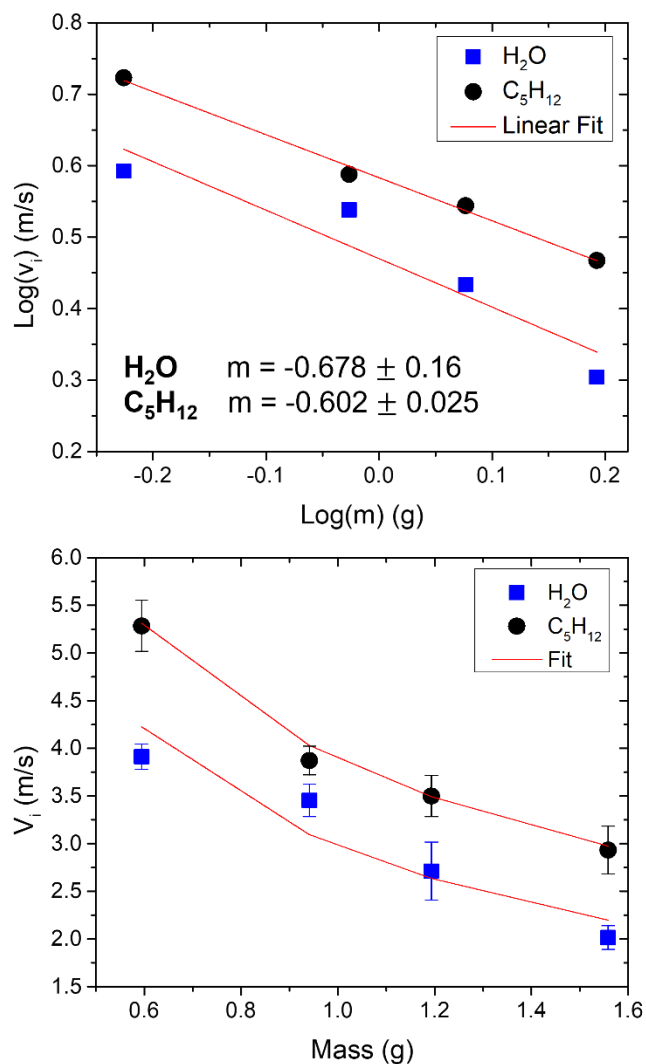 0.8
0.7
0.6
0.5
0.4
0.3
0.2
Log(vᵢ) (m/s)
H₂O
C₅H₁₂
Linear Fit
H₂O m = -0.678 ± 0.16
C₅H₁₂ m = -0.602 ± 0.025
-0.2 -0.1 0.0 0.1 0.2
Log(m) (g)
6.0
5.5
5.0
4.5
4.0
3.5
3.0
2.5
2.0
1.5
Vᵢ (m/s)
H₂O
C₅H₁₂
Fit
0.6 0.8 1.0 1.2 1.4 1.6
Mass (g)